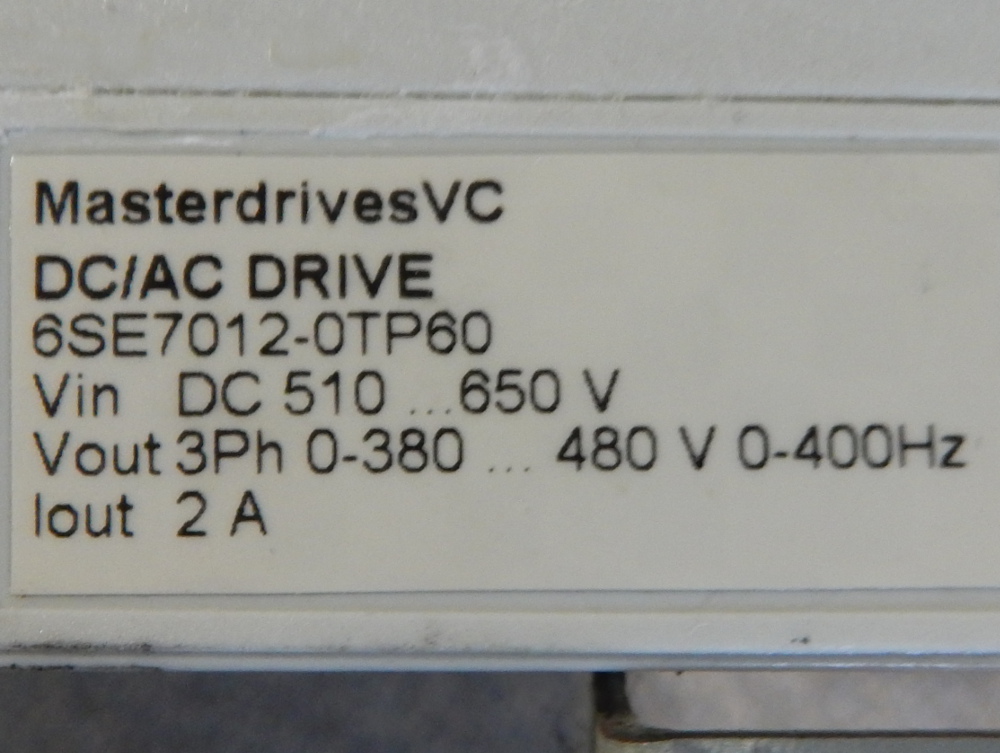 MasterdrivesVC
DC/AC DRIVE
6SE7012-0TP60
Vin DC 510 ...650 V
Vout 3Ph 0-380 ... 480 V 0-400Hz
Iout 2 A